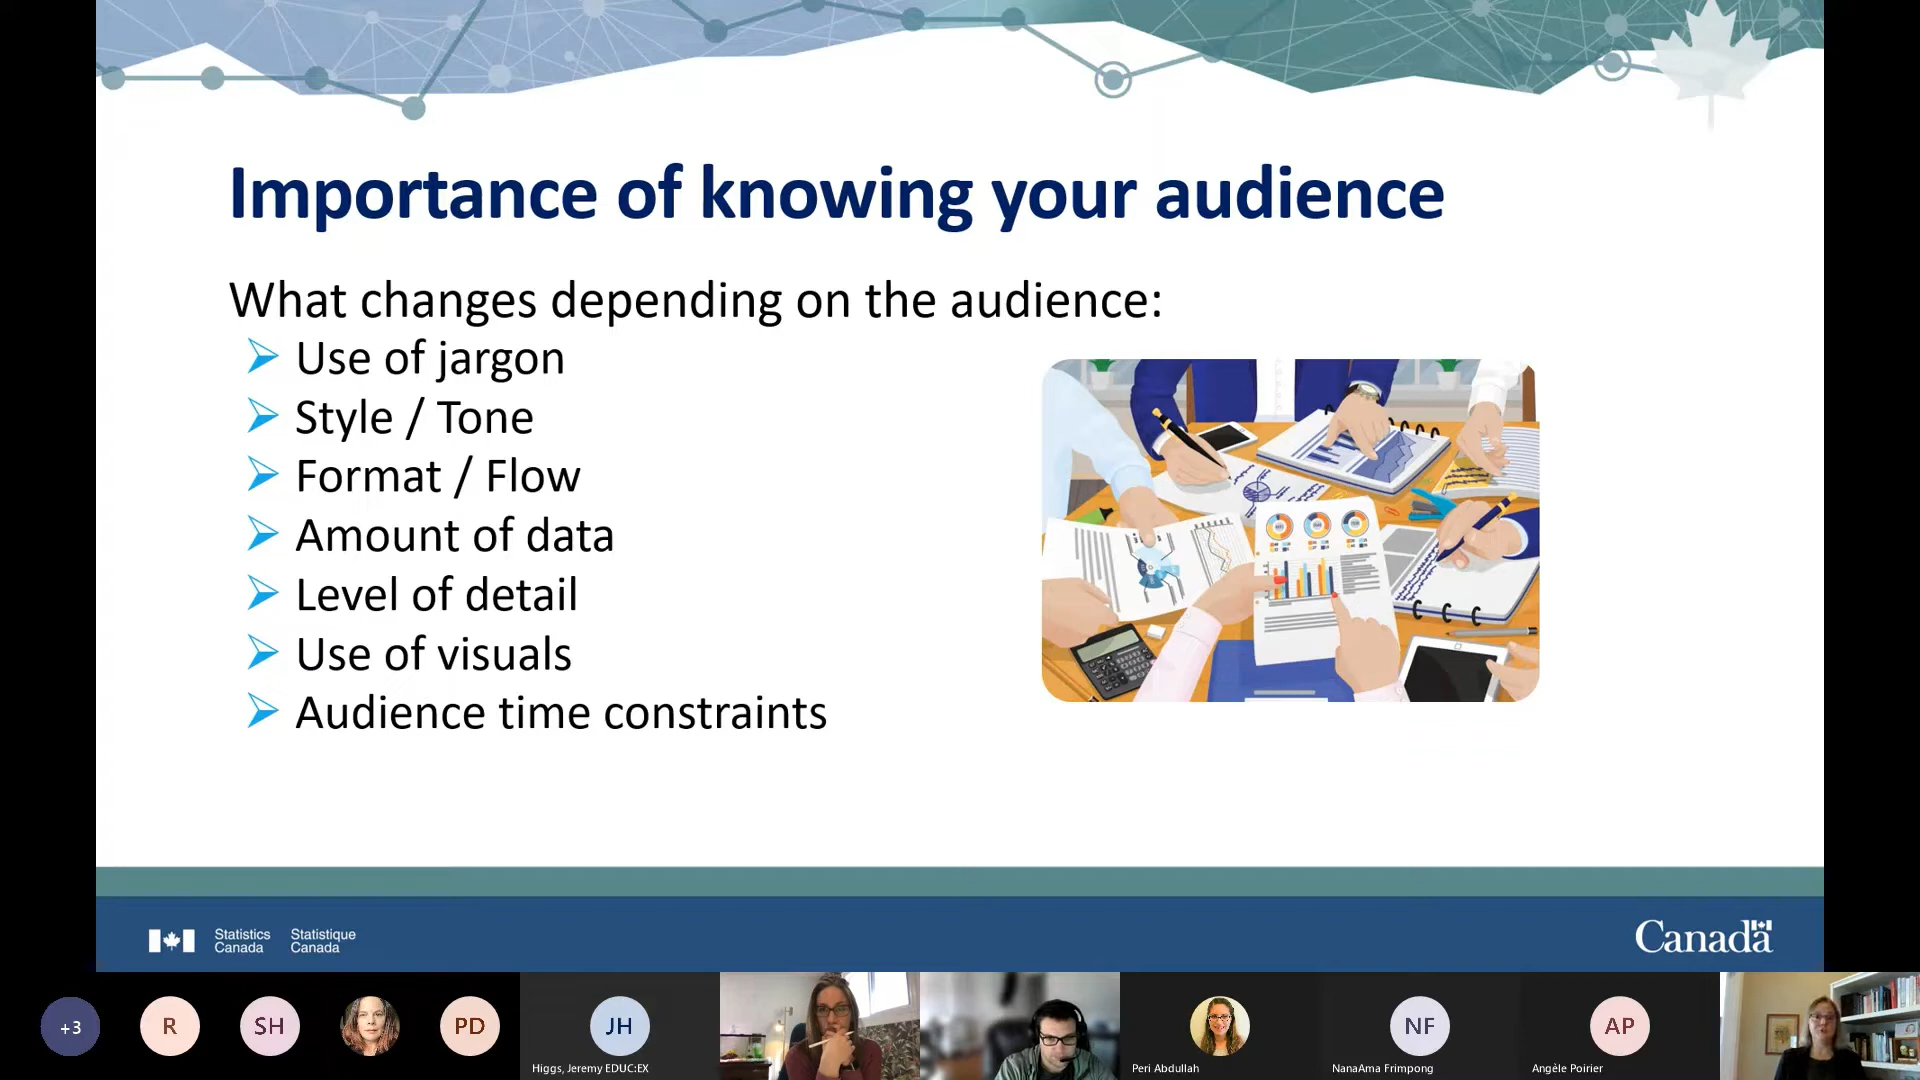 Importance of knowing your audience
What changes depending on the audience:
Use of jargon
Style / Tone
Format / Flow
Amount of data
Level of detail
Use of visuals
Audience time constraints
Statistics Statistique
Canada Canada
Canada
+3
R
SH
PD
JH
NF
AP
Higgs, Jeremy EDUC:EX
Peri Abdullah
NanaAma Frimpong
Angèle Poirier